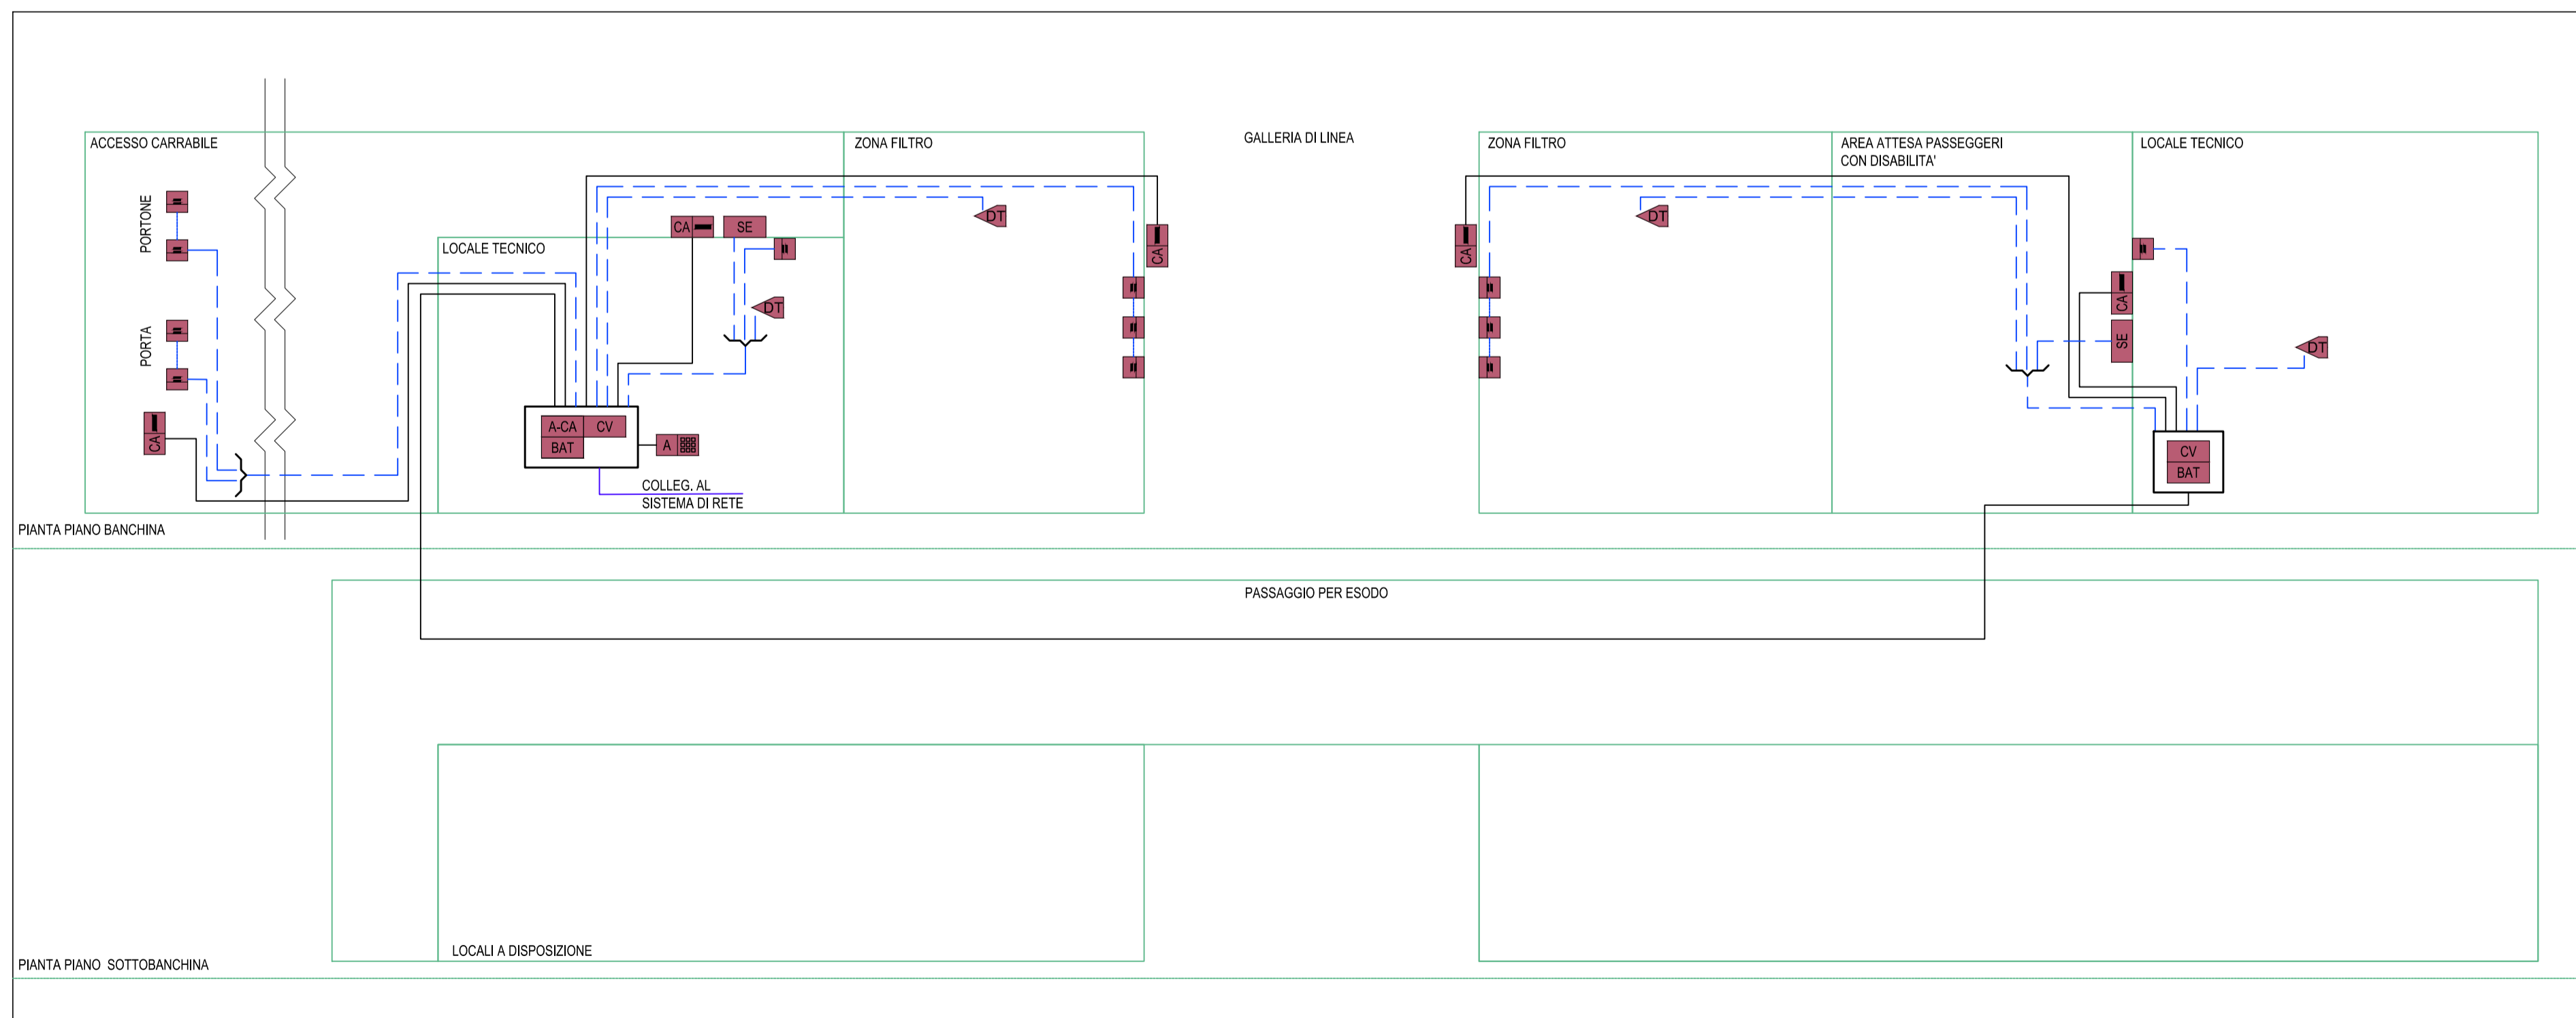 ACCESSO CARRABILE
ZONA FILTRO
GALLERIA DI LINEA
ZONA FILTRO
AREA ATTESA PASSEGGERI
CON DISABILITA'
LOCALE TECNICO
PORTONE
DT
DT
CA
SE
LOCALE TECNICO
CA
CA
CA
DT
PORTA
SE
DT
CA
A-CA
CV
BAT
A
CV
BAT
COLLEG. AL
SISTEMA DI RETE
PIANTA PIANO BANCHINA
PASSAGGIO PER ESODO
LOCALI A DISPOSIZIONE
PIANTA PIANO SOTTOBANCHINA